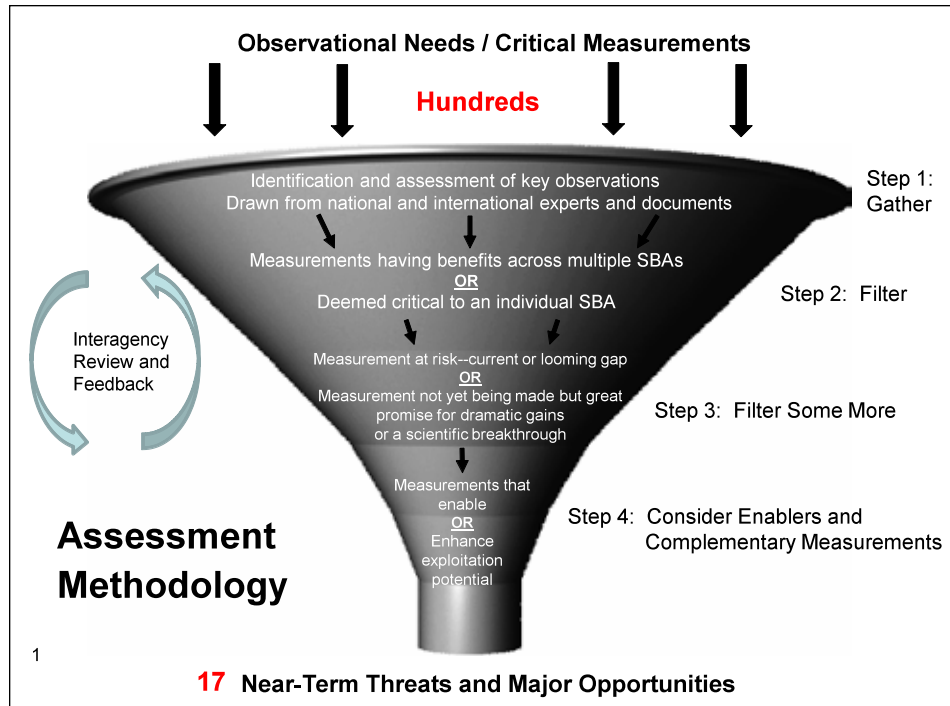 Observational Needs / Critical Measurements
Hundreds
Identification and assessment of key observations
Drawn from national and international experts and documents
Step 1:
Gather
Measurements having benefits across multiple SBAs
OR
Deemed critical to an individual SBA
Step 2: Filter
Interagency
Review and
Feedback
Measurement at risk--current or looming gap
OR
Measurement not yet being made but great
promise for dramatic gains
or a scientific breakthrough
Step 3: Filter Some More
Measurements that
enable
OR
Enhance
exploitation
potential
Step 4: Consider Enablers and
Complementary Measurements
Assessment
Methodology
1
17 Near-Term Threats and Major Opportunities